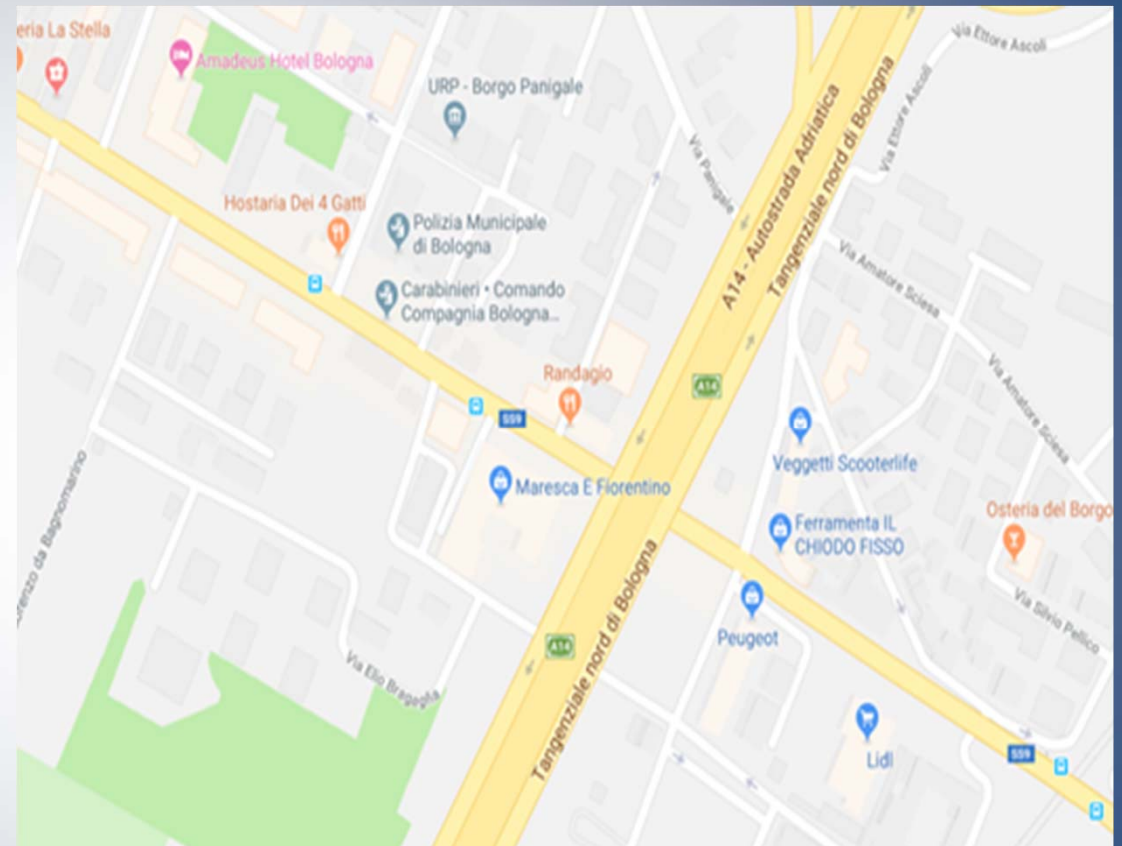 eria La Stella
Amadeus Hotel Bologna
URP - Borgo Panigale
Via Ettore Ascoli
Via Ettore Ascoli
Via Panigale
A14 - Autostrada Adriatica
Tangenziale nord di Bologna
Hostaria Dei 4 Gatti
Polizia Municipale
di Bologna
Carabinieri • Comando
Compagnia Bologna...
Via Amatore Sciesa
Via Amatore Sciesa
Randagio
A14
SS9
Maresca E Fiorentino
Veggetti Scooterlife
Ferramenta IL
CHIODO FISSO
Osteria del Borgo
renzo da Bagnomarino
Via Silvio Pellico
Peugeot
A14
Tangenziale nord di Bologna
Via Elio Bragaglia
Lidl
SS9